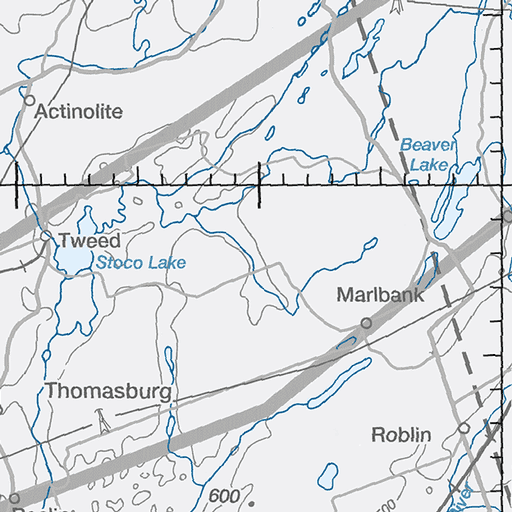 Actinolite
Beaver
Lake
Tweed
Stoco Lake
Marlbank
Thomasburg
Roblin
600